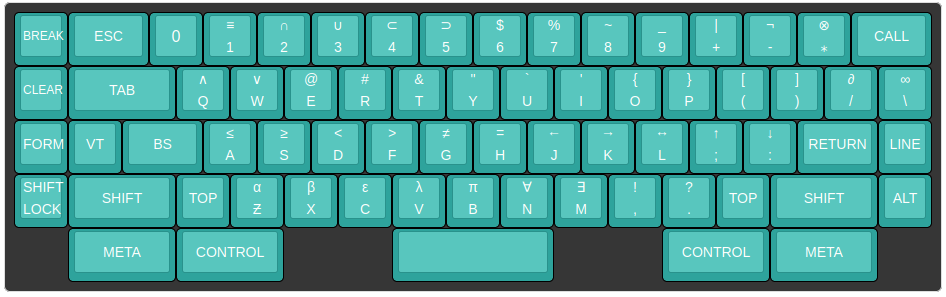 BREAK ESC 0 ≡ 1 ∩ 2 ∪ 3 ⊂ 4 ⊃ 5 $ 6 % 7 ~ 8 _ 9 | + ¬ - ⊗ * CALL
CLEAR TAB ∧ Q ∨ W @ E # R & T " Y ` U ' I { O } P [ ( ] ) ∂ / ∞ \
FORM VT BS ≤ A ≥ S < D > F ≠ G = H ← J → K ↔ L ↑ ; ↓ : RETURN LINE
SHIFT LOCK SHIFT TOP α Ƶ β X ε C λ V π B ∀ N ∃ M ! , ? . TOP SHIFT ALT
META CONTROL CONTROL META